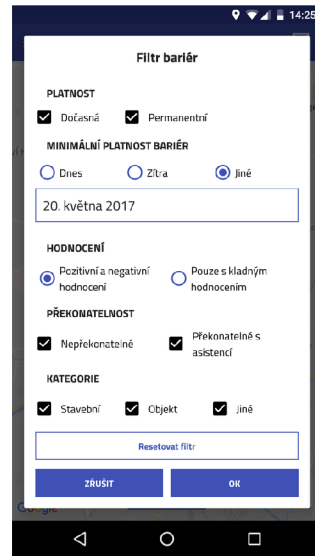 14:25
Filtr bariér
PLATNOST
Dočasná Permanentní
MINIMÁLNÍ PLATNOST BARIÉR
Dnes Zítra Jiné
20. května 2017
HODNOCENÍ
Pozitivní a negativní
hodnocení
Pouze s kladným
hodnocením
PŘEKONATELNOST
Nepřekonatelné
Překonatelné s
asistencí
KATEGORIE
Stavební Objekt Jiné
Resetovat filtr
ZRUŠIT OK